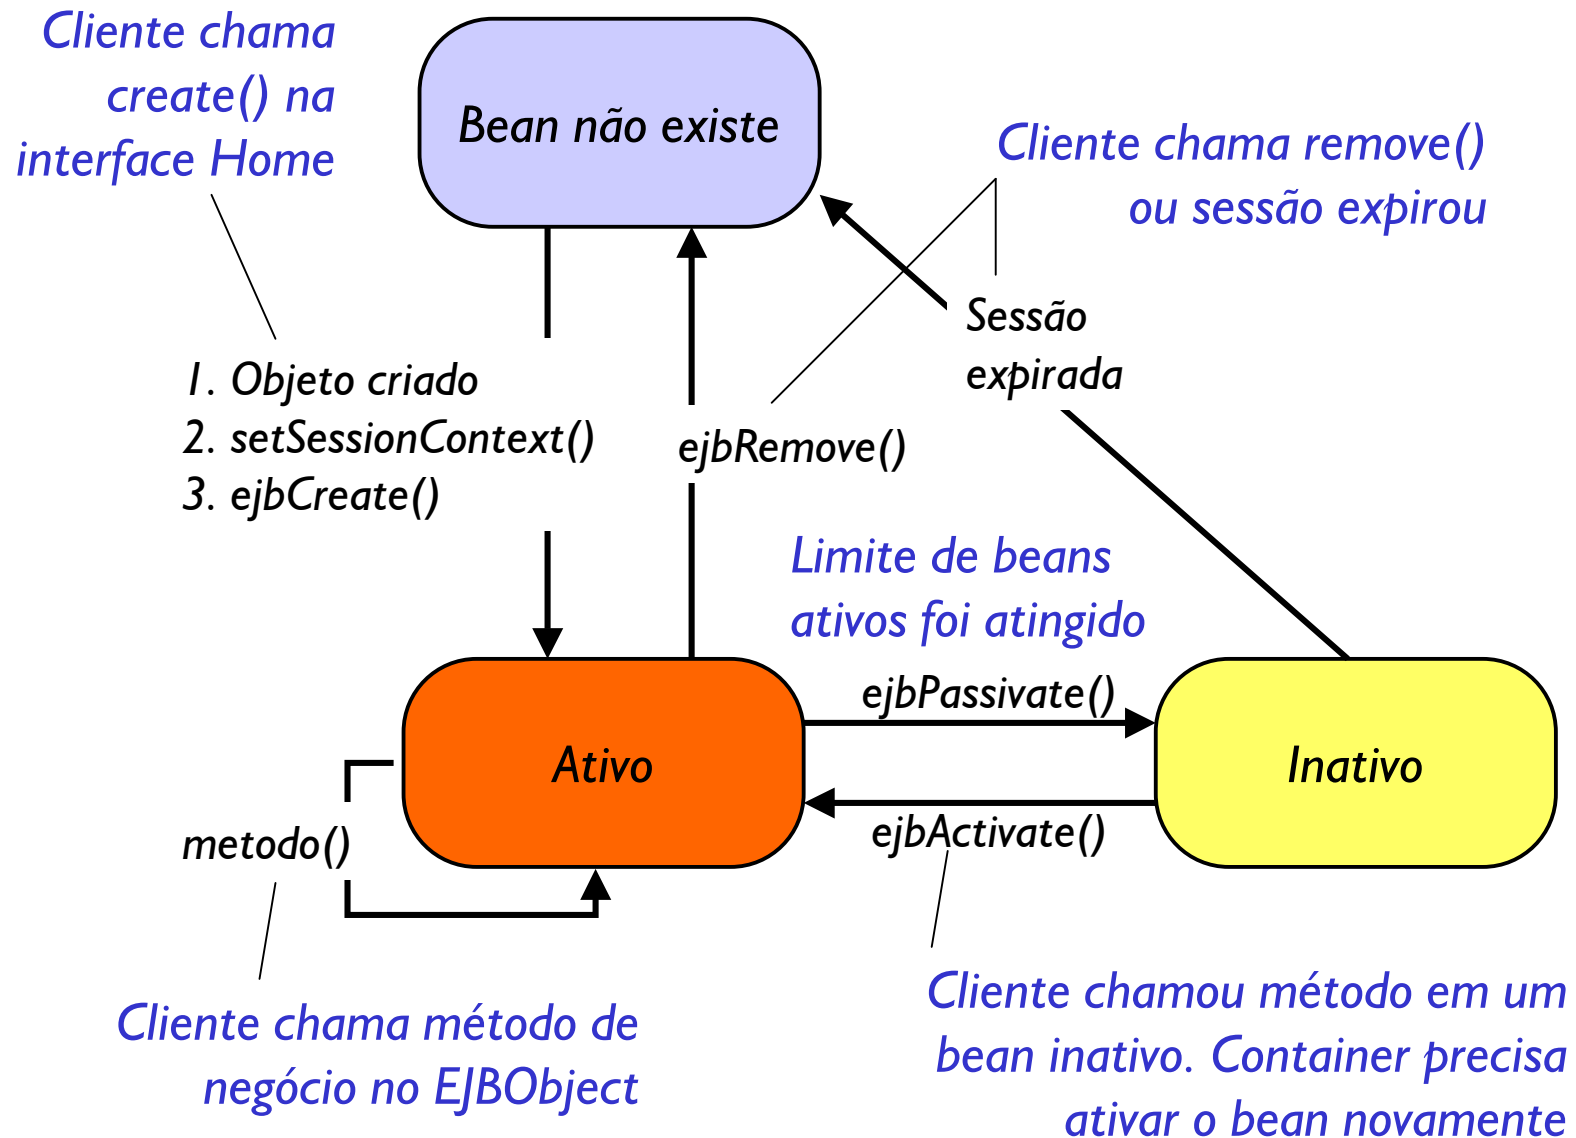 Cliente chama
create() na
interface Home
Bean não existe
Cliente chama remove()
ou sessão expirou
Sessão
expirada
1. Objeto criado
2. setSessionContext()
3. ejbCreate()
ejbRemove()
Limite de beans
ativos foi atingido
ejbPassivate()
Ativo
Inativo
ejbActivate()
metodo()
Cliente chama método de
negócio no EJBObject
Cliente chamou método em um
bean inativo. Container precisa
ativar o bean novamente